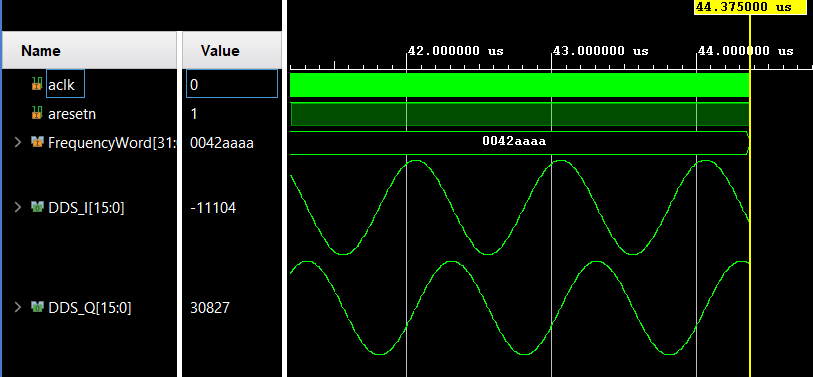 44.375000 us
Name Value
42.000000 us 43.000000 us 44.000000 us
aclk 0
aresetn 1
FrequencyWord[31: 0042aaaa 0042aaaa
DDS_I[15:0] -11104
DDS_Q[15:0] 30827